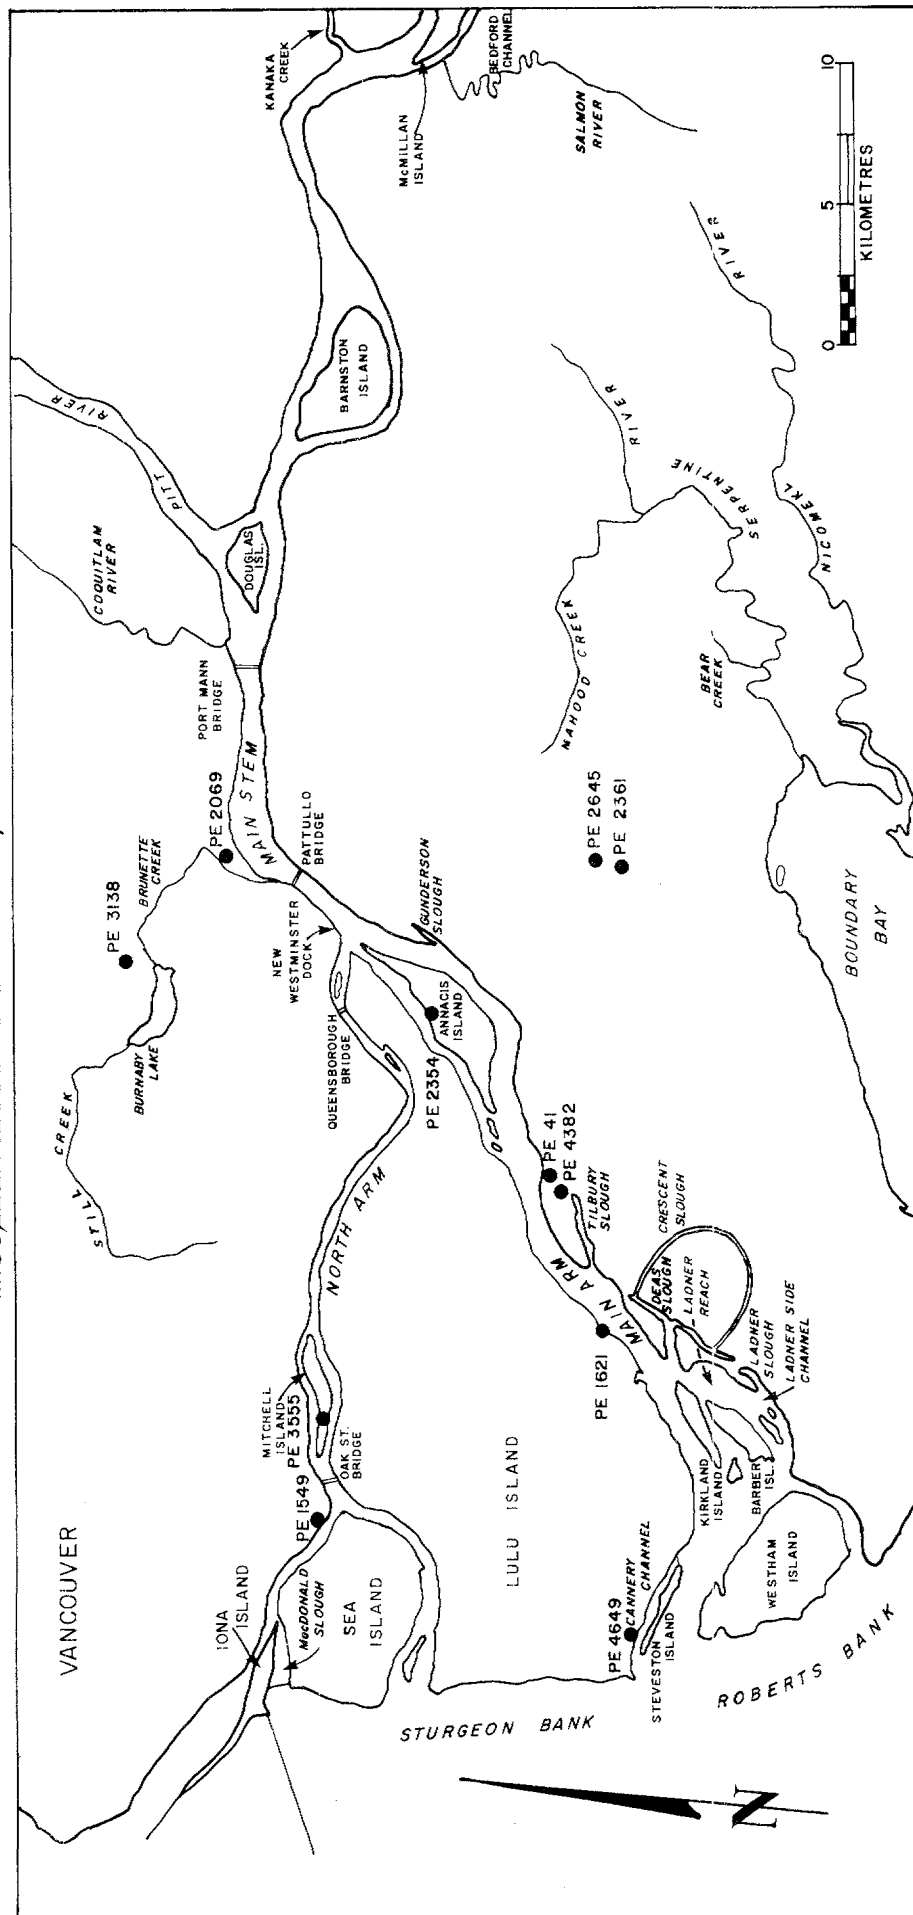 KANAKA
CREEK
McMILLAN
ISLAND
BEDFORD
CHANNEL
SALMON
RIVER
BARNSTON
ISLAND
PITT RIVER
COQUITLAM
RIVER
DOUGLAS
ISL.
PORT MANN
BRIDGE
MAIN STEM
PE 2069
PATTULLO
BRIDGE
BRUNETTE
CREEK
PE 3138
BURNABY
LAKE
STILL CREEK
NEW
WESTMINSTER
DOCK
QUEENSBOROUGH
BRIDGE
GUNDERSON
SLOUGH
ANNACIS
ISLAND
PE 2354
NORTH ARM
MITCHELL
ISLAND
PE 3555
OAK ST.
BRIDGE
PE 1549
VANCOUVER
IONA
ISLAND
MacDONALD
SLOUGH
SEA
ISLAND
LULU ISLAND
STURGEON BANK
ROBERTS BANK
PE 4649
CANNERY
CHANNEL
STEVESTON
ISLAND
WESTHAM
ISLAND
KIRKLAND
ISLAND
BARBER
ISL.
PE 1621
MAIN ARM
PE 41
PE 4382
TILBURY
SLOUGH
CRESCENT
SLOUGH
DEAS
SLOUGH
LADNER
REACH
LADNER
SLOUGH
LADNER SIDE
CHANNEL
PE 2645
PE 2361
MAHOOD CREEK
BEAR
CREEK
SERPENTINE RIVER
NICOMEKL RIVER
BOUNDARY
BAY
0 5 10
KILOMETRES
N